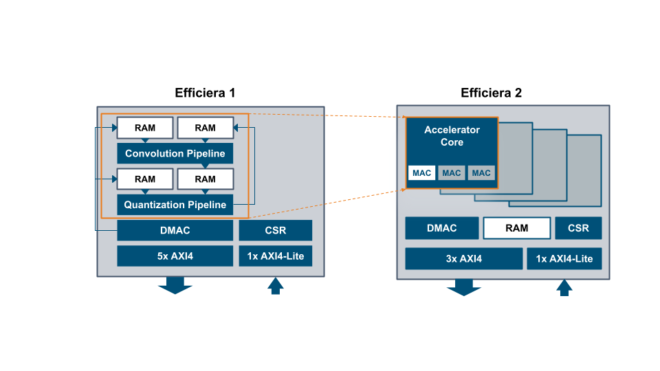 Efficiera 1
RAM RAM
Convolution Pipeline
RAM RAM
Quantization Pipeline
DMAC CSR
5x AXI4 1x AXI4-Lite
Efficiera 2
Accelerator
Core
MAC MAC MAC
DMAC RAM CSR
3x AXI4 1x AXI4-Lite